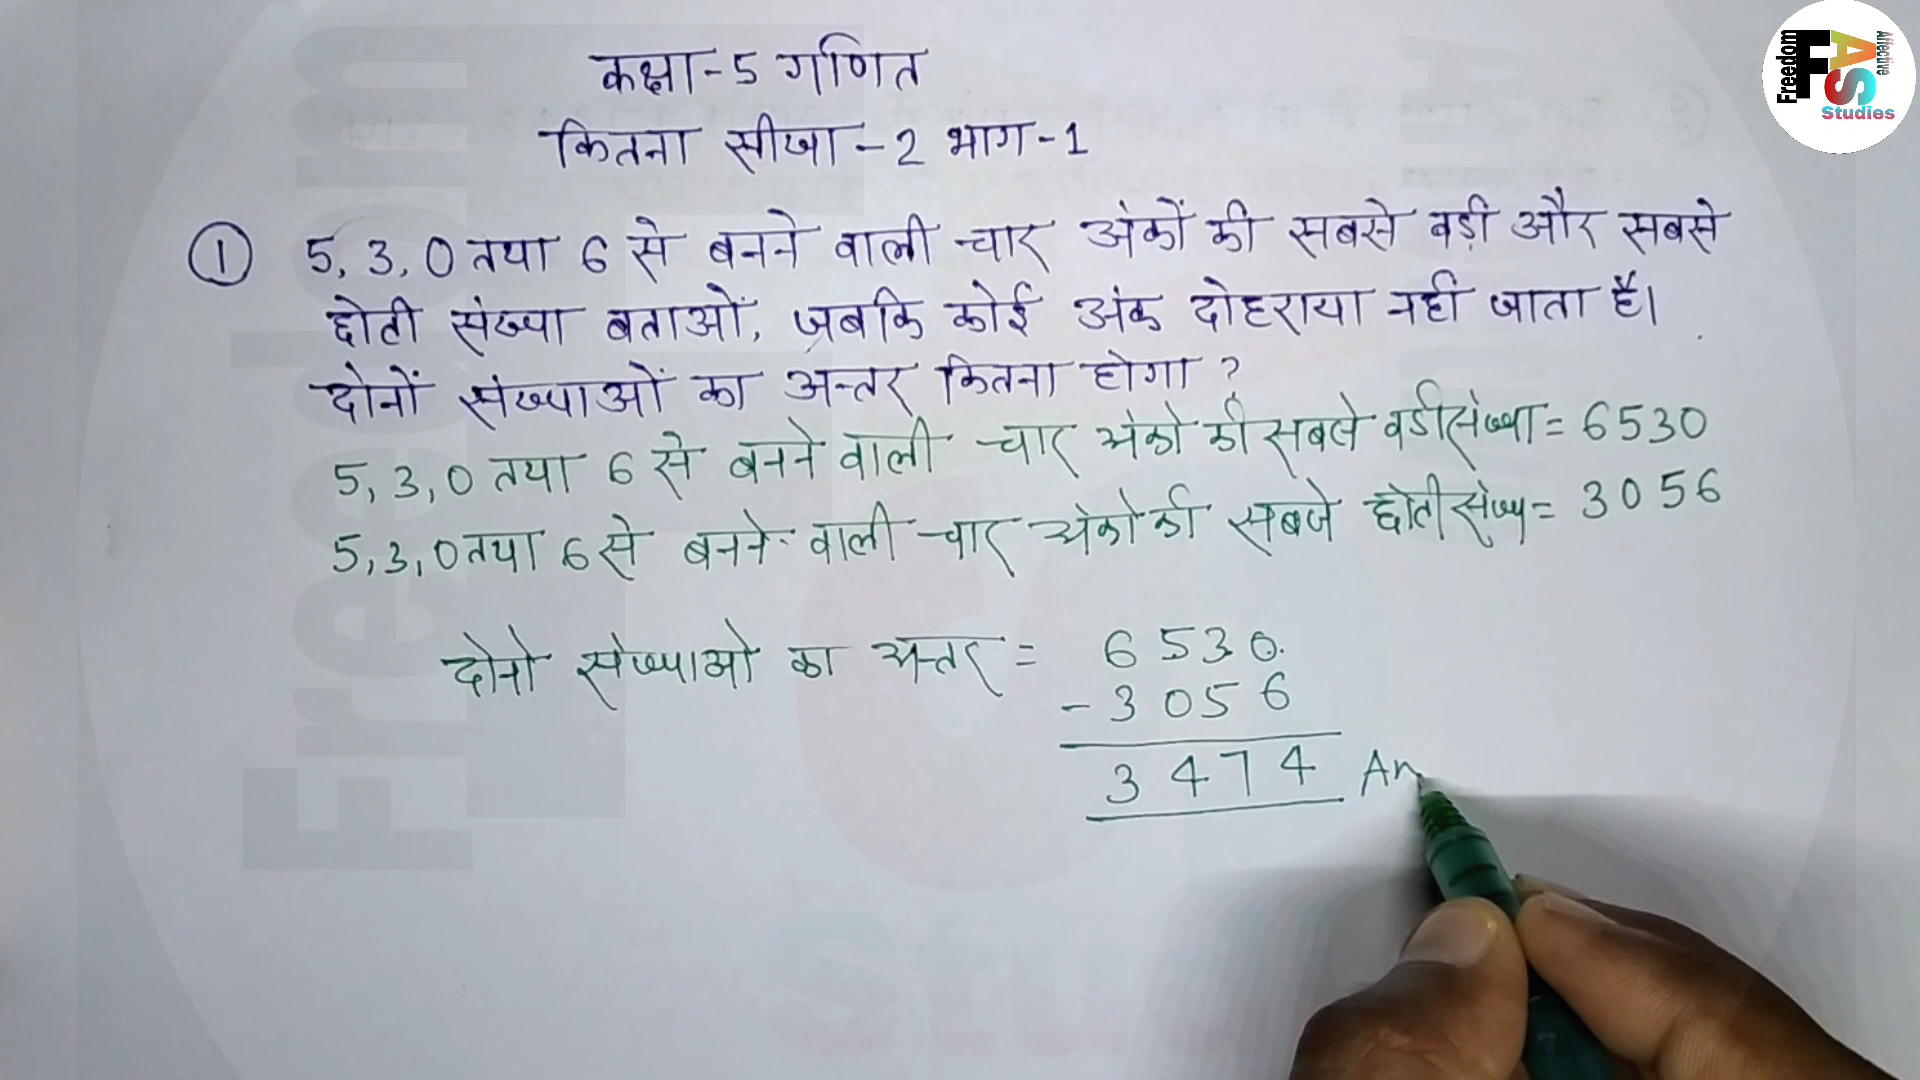 कक्षा-5 गणित
कितना सीखा-2 भाग-1
① 5, 3, 0 तथा 6 से बनने वाली चार अंकों की सबसे बड़ी और सबसे
छोटी संख्या बताओं, जबकि कोई अंक दोहराया नहीं जाता है।
दोनों संख्याओं का अन्तर कितना होगा ?
5, 3, 0 तथा 6 से बनने वाली चार अंको की सबसे बडी संख्या = 6530
5, 3, 0 तथा 6 से बनने वाली चार अंको की सबसे छोटी संख्य = 3056
दोनो संख्याओ का अन्तर = 6530
- 3056
3474 An
Freedom
FAS
Affective
Studies